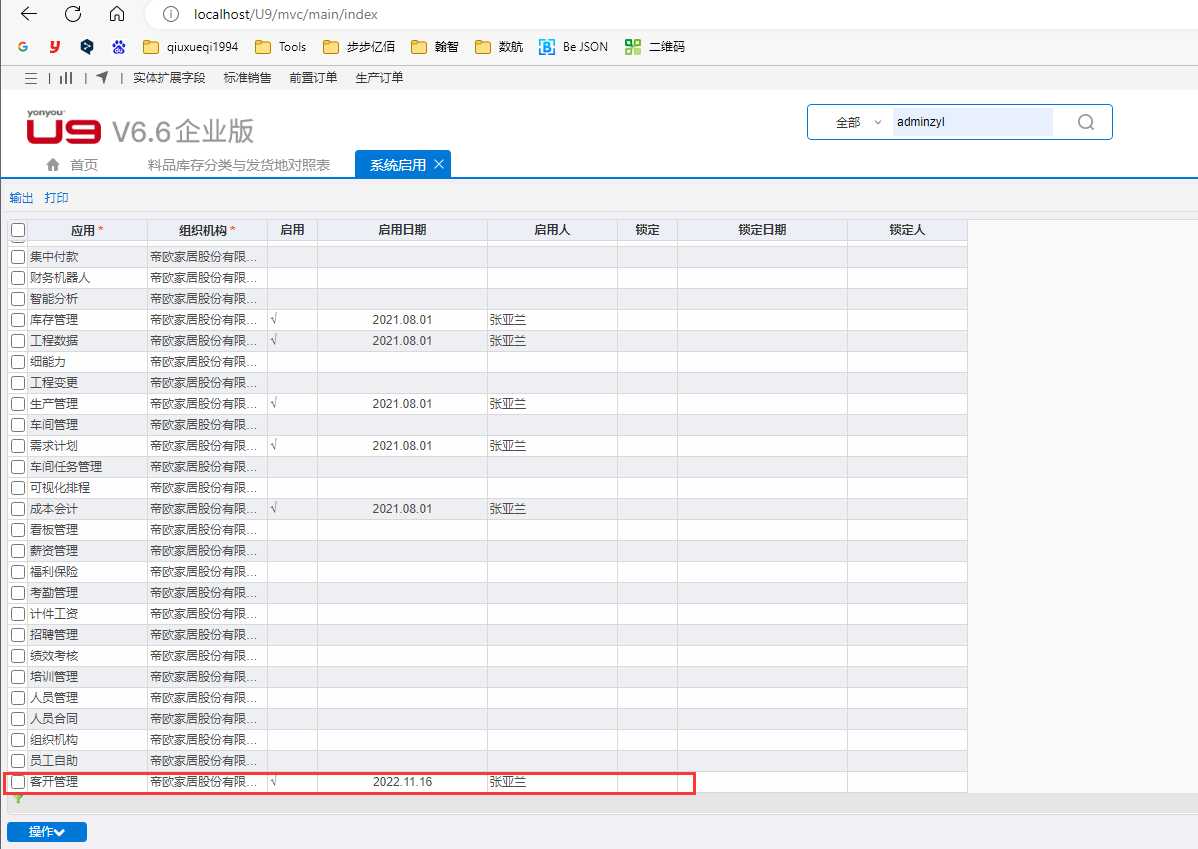 localhost/U9/mvc/main/index
qiuxueqi1994 Tools 步步亿佰 翰智 数航 Be JSON 二维码
实体扩展字段 标准销售 前置订单 生产订单
yonyou U9 V6.6企业版 全部 adminzyl
首页 料品库存分类与发货地对照表 系统启用
输出 打印
应用* 组织机构* 启用 启用日期 启用人 锁定 锁定日期 锁定人
集中付款 帝欧家居股份有限...
财务机器人 帝欧家居股份有限...
智能分析 帝欧家居股份有限...
库存管理 帝欧家居股份有限... √ 2021.08.01 张亚兰
工程数据 帝欧家居股份有限... √ 2021.08.01 张亚兰
细能力 帝欧家居股份有限...
工程变更 帝欧家居股份有限...
生产管理 帝欧家居股份有限... √ 2021.08.01 张亚兰
车间管理 帝欧家居股份有限...
需求计划 帝欧家居股份有限... √ 2021.08.01 张亚兰
车间任务管理 帝欧家居股份有限...
可视化排程 帝欧家居股份有限...
成本会计 帝欧家居股份有限... √ 2021.08.01 张亚兰
看板管理 帝欧家居股份有限...
薪资管理 帝欧家居股份有限...
福利保险 帝欧家居股份有限...
考勤管理 帝欧家居股份有限...
计件工资 帝欧家居股份有限...
招聘管理 帝欧家居股份有限...
绩效考核 帝欧家居股份有限...
培训管理 帝欧家居股份有限...
人员管理 帝欧家居股份有限...
人员合同 帝欧家居股份有限...
组织机构 帝欧家居股份有限...
员工自助 帝欧家居股份有限...
客开管理 帝欧家居股份有限... √ 2022.11.16 张亚兰
操作